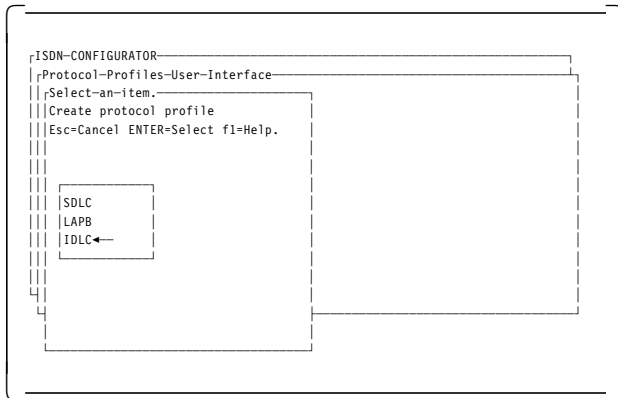 ISDN-CONFIGURATOR
Protocol-Profiles-User-Interface
Select-an-item.
Create protocol profile
Esc=Cancel ENTER=Select f1=Help.
SDLC
LAPB
IDLC